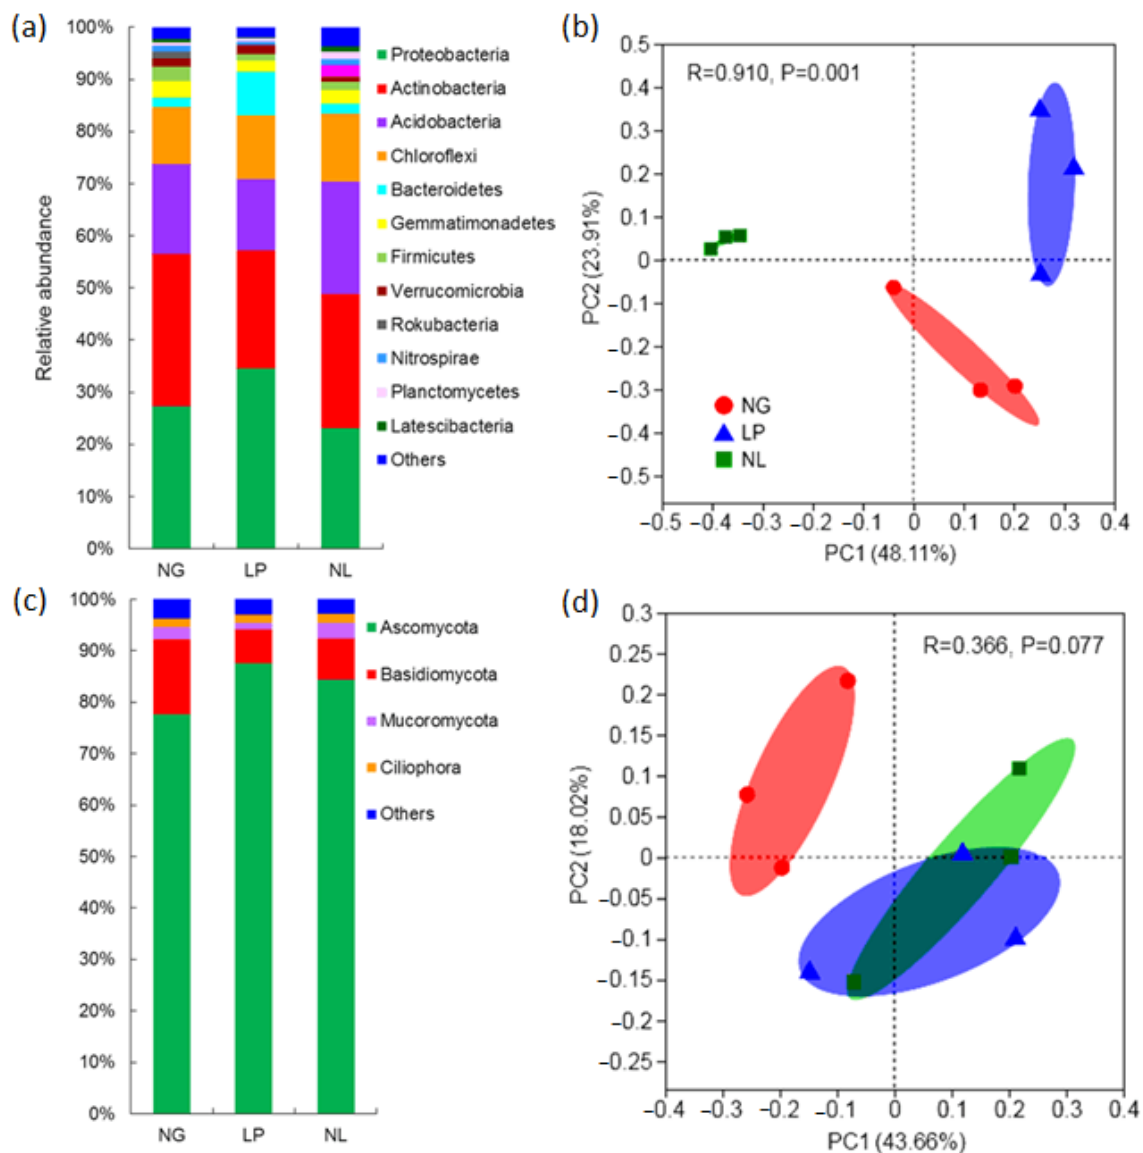 (a)
100%
90%
80%
70%
60%
50%
40%
30%
20%
10%
0%
Relative abundance
NG LP NL
Proteobacteria
Actinobacteria
Acidobacteria
Chloroflexi
Bacteroidetes
Gemmatimonadetes
Firmicutes
Verrucomicrobia
Rokubacteria
Nitrospirae
Planctomycetes
Latescibacteria
Others
(b)
R=0.910, P=0.001
0.5
0.4
0.3
0.2
0.1
0
−0.1
−0.2
−0.3
−0.4
−0.5
PC2 (23.91%)
NG
LP
NL
−0.5 −0.4 −0.3 −0.2 −0.1 0 0.1 0.2 0.3 0.4
PC1 (48.11%)
(c)
100%
90%
80%
70%
60%
50%
40%
30%
20%
10%
0%
NG LP NL
Ascomycota
Basidiomycota
Mucoromycota
Ciliophora
Others
(d)
R=0.366, P=0.077
0.3
0.25
0.2
0.15
0.1
0.05
0
−0.05
−0.1
−0.15
−0.2
−0.25
PC2 (18.02%)
−0.4 −0.3 −0.2 −0.1 0 0.1 0.2 0.3 0.4
PC1 (43.66%)